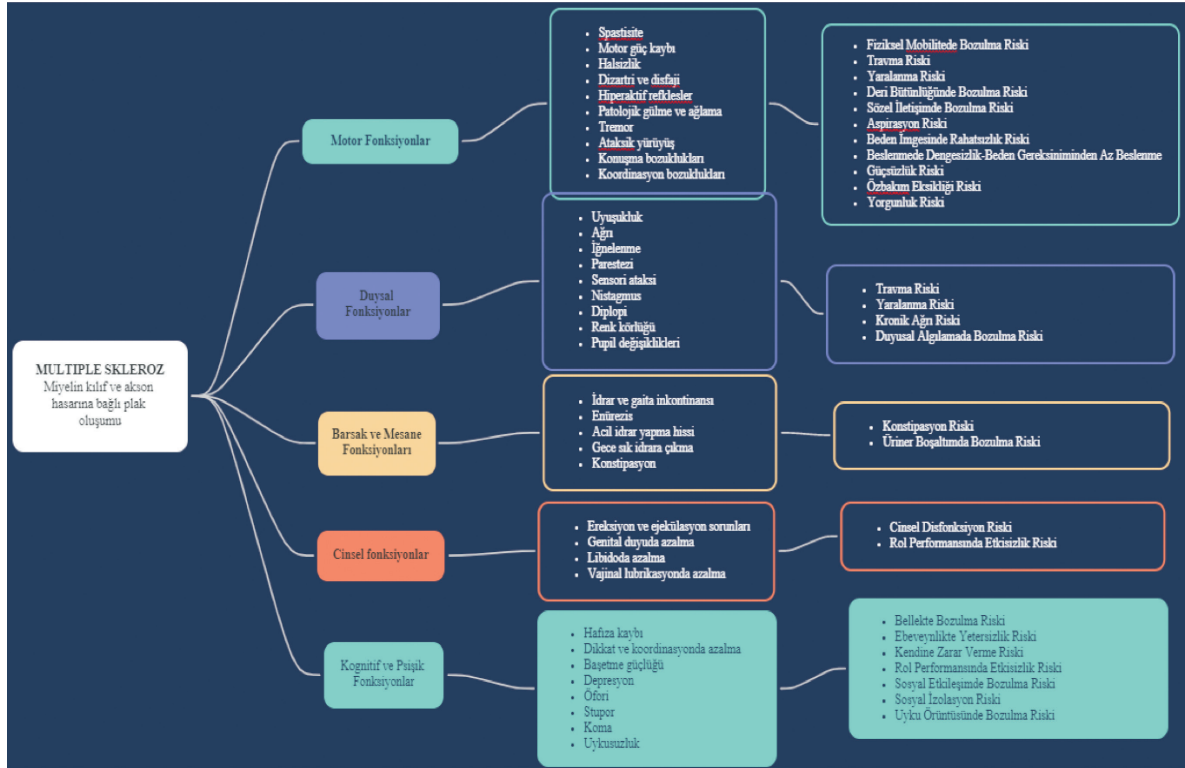 MULTIPLE SKLEROZ
Miyelin kılıf ve akson
hasarına bağlı plak
oluşumu
Motor Fonksiyonlar
• Spastisite
• Motor güç kaybı
• Halsizlik
• Dizartri ve disfaji
• Hiperaktif refklesler
• Patolojik gülme ve ağlama
• Tremor
• Ataksik yürüyüş
• Konuşma bozuklukları
• Koordinasyon bozuklukları
• Fiziksel Mobilitede Bozulma Riski
• Travma Riski
• Yaralanma Riski
• Deri Bütünlüğünde Bozulma Riski
• Sözel İletişimde Bozulma Riski
• Aspirasyon Riski
• Beden İmgesinde Rahatsızlık Riski
• Beslenmede Dengesizlik-Beden Gereksiniminden Az Beslenme
• Güçsüzlük Riski
• Özbakım Eksikliği Riski
• Yorgunluk Riski
Duysal
Fonksiyonlar
• Uyuşukluk
• Ağrı
• İğnelenme
• Parestezi
• Sensori ataksi
• Nistagmus
• Diplopi
• Renk körlüğü
• Pupil değişiklikleri
• Travma Riski
• Yaralanma Riski
• Kronik Ağrı Riski
• Duyusal Algılamada Bozulma Riski
Barsak ve Mesane
Fonksiyonları
• İdrar ve gaita inkontinansı
• Enürezis
• Acil idrar yapma hissi
• Gece sık idrara çıkma
• Konstipasyon
• Konstipasyon Riski
• Üriner Boşaltımda Bozulma Riski
Cinsel fonksiyonlar
• Ereksiyon ve ejekülasyon sorunları
• Genital duyuda azalma
• Libidoda azalma
• Vajinal lubrikasyonda azalma
• Cinsel Disfonksiyon Riski
• Rol Performansında Etkisizlik Riski
Kognitif ve Psişik
Fonksiyonlar
• Hafıza kaybı
• Dikkat ve koordinasyonda azalma
• Başetme güçlüğü
• Depresyon
• Öfori
• Stupor
• Koma
• Uykusuzluk
• Bellekte Bozulma Riski
• Ebeveynlikte Yetersizlik Riski
• Kendine Zarar Verme Riski
• Rol Performansında Etkisizlik Riski
• Sosyal Etkileşimde Bozulma Riski
• Sosyal İzolasyon Riski
• Uyku Örüntüsünde Bozulma Riski